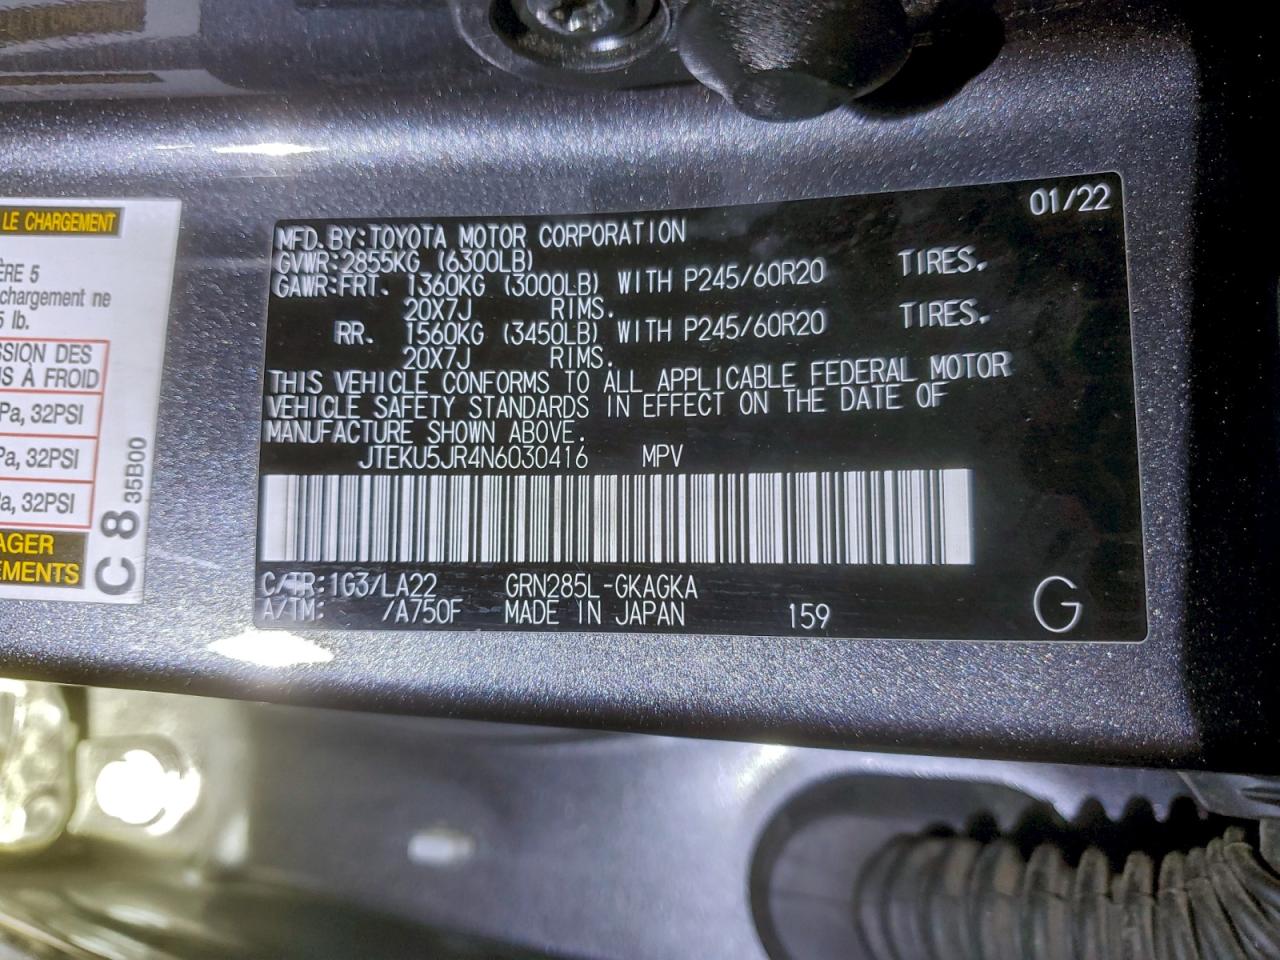 LE CHARGEMENT
ÈRE 5
chargement ne
5 lb.
SSION DES
S À FROID
Pa, 32PSI
Pa, 32PSI
Pa, 32PSI
AGER
EMENTS
C 8 35B00
01/22
MFD. BY:TOYOTA MOTOR CORPORATION
GVWR:2855KG (6300LB)
GAWR:FRT. 1360KG (3000LB) WITH P245/60R20 TIRES.
20X7J RIMS.
RR. 1560KG (3450LB) WITH P245/60R20 TIRES.
20X7J RIMS.
THIS VEHICLE CONFORMS TO ALL APPLICABLE FEDERAL MOTOR
VEHICLE SAFETY STANDARDS IN EFFECT ON THE DATE OF
MANUFACTURE SHOWN ABOVE.
JTEKU5JR4N6030416 MPV
C/TR:1G3/LA22 GRN285L-GKAGKA
A/TM: /A750F MADE IN JAPAN 159
G